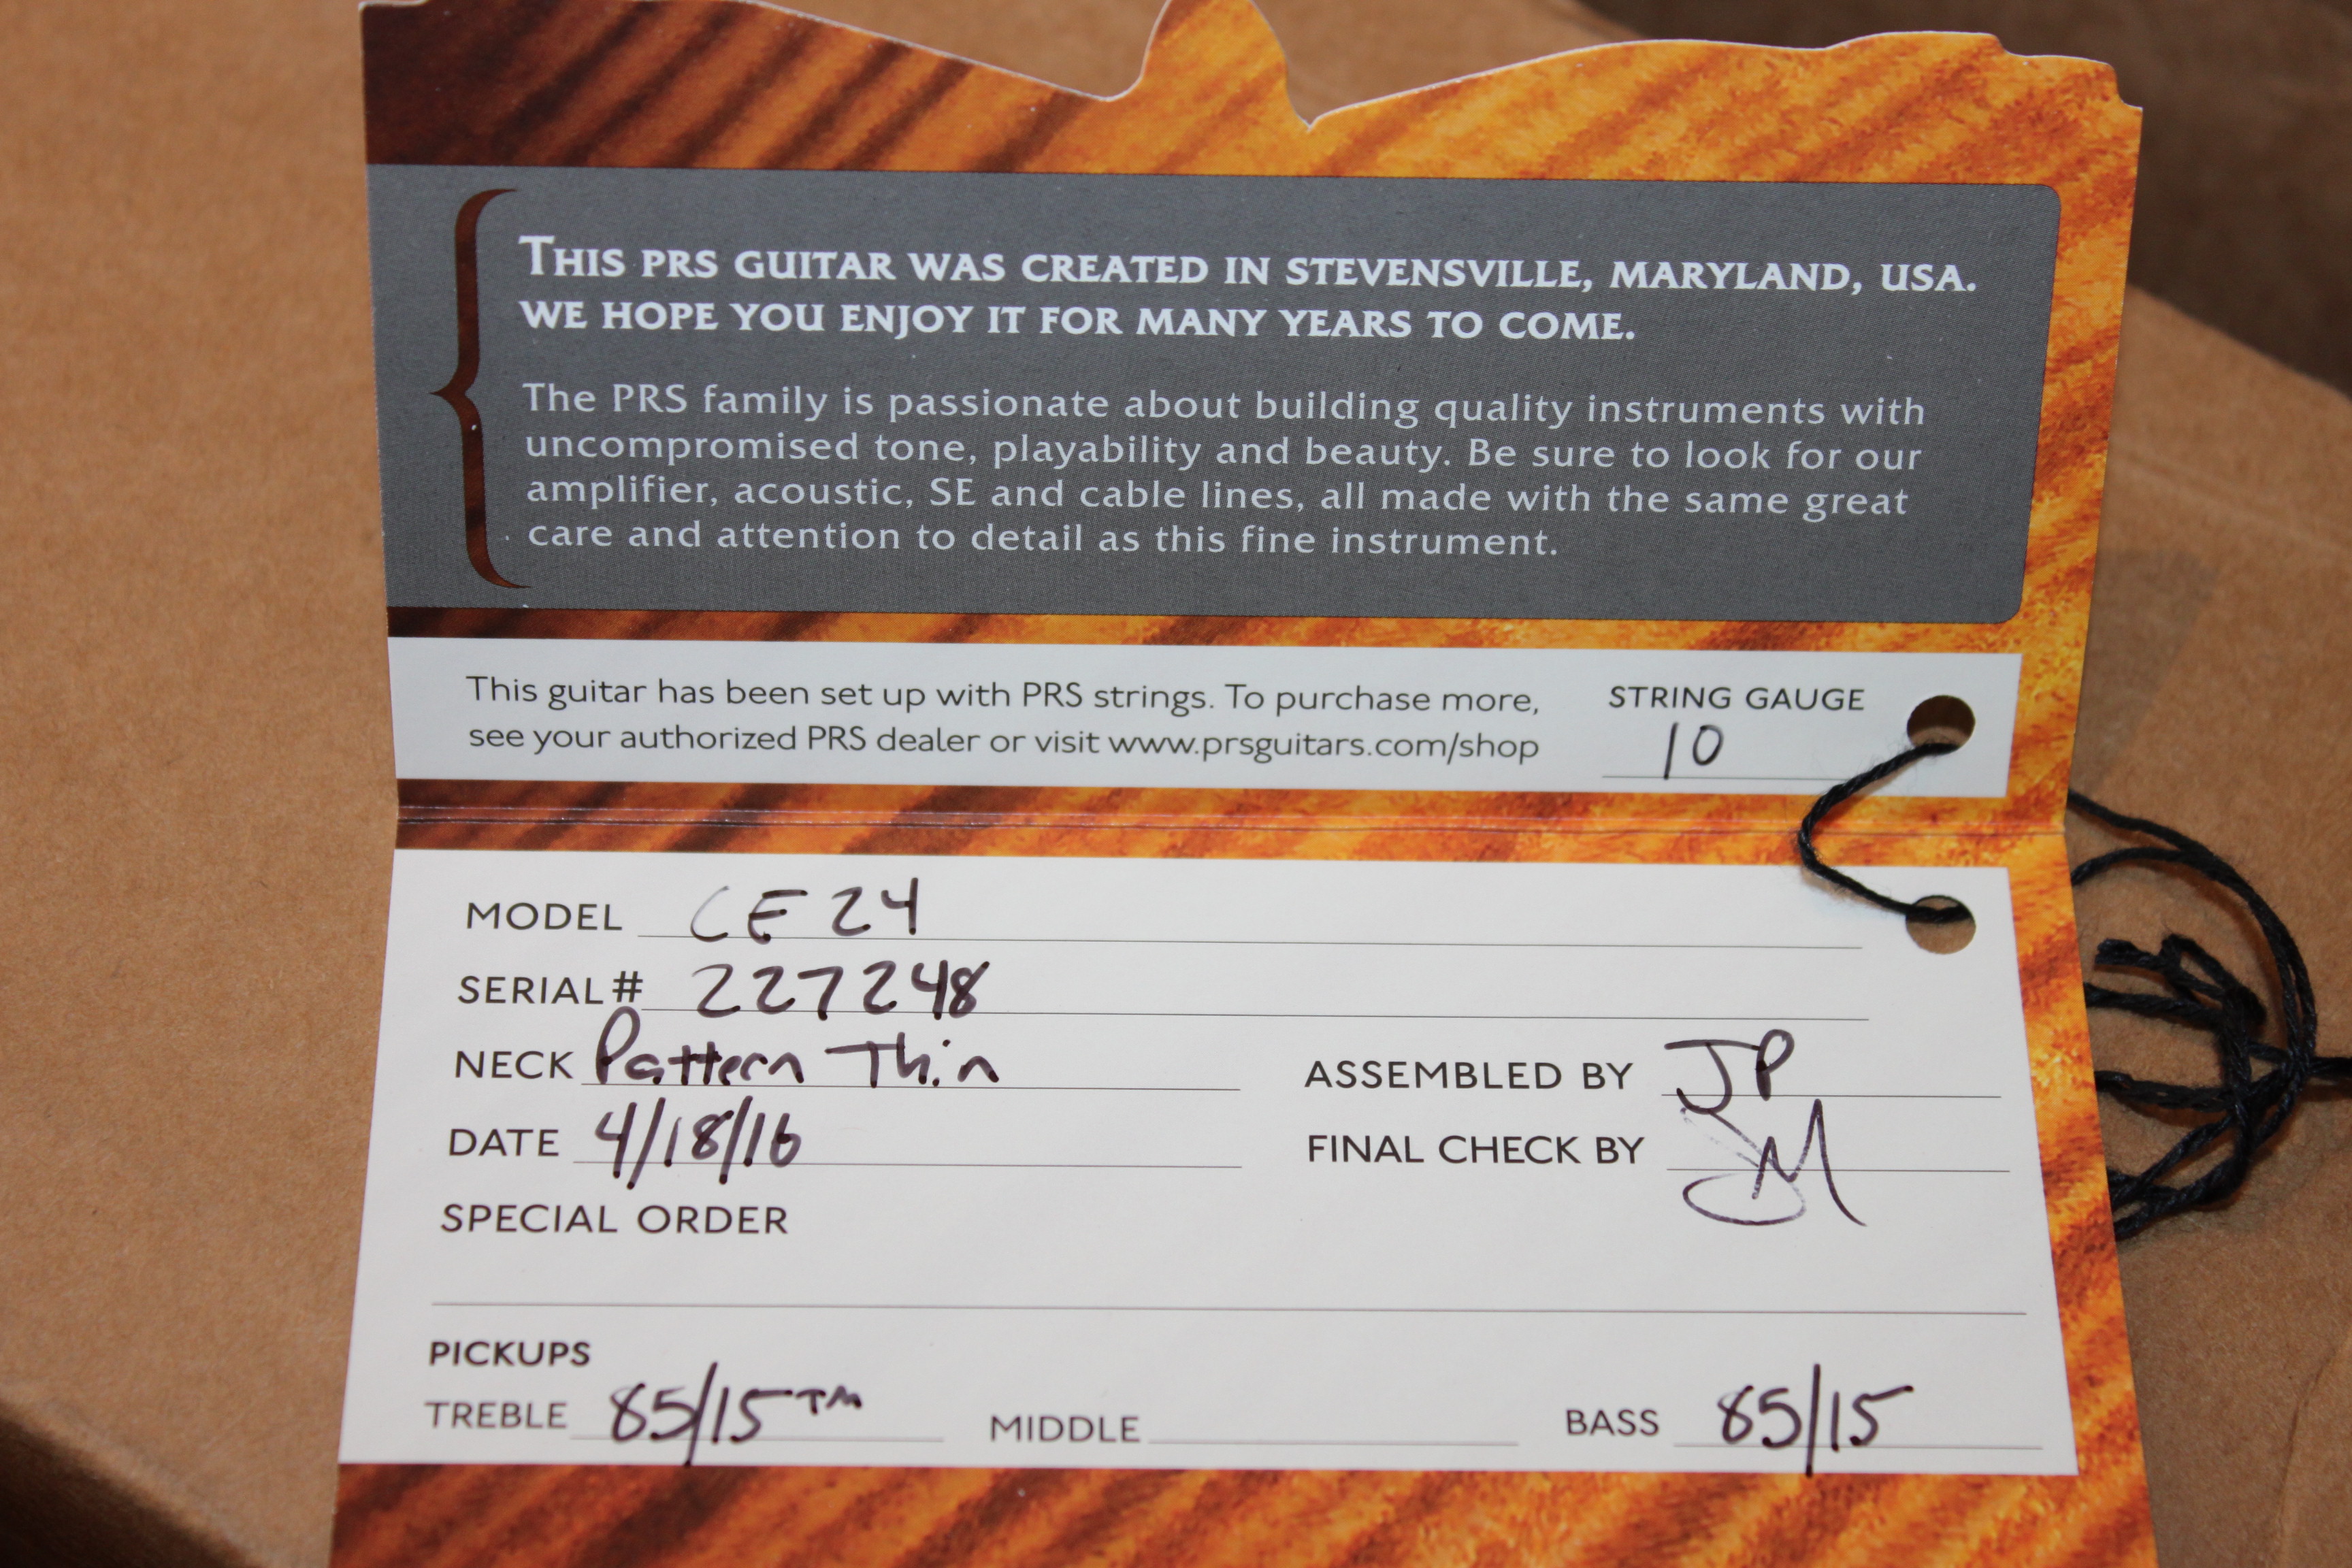 THIS PRS GUITAR WAS CREATED IN STEVENSVILLE, MARYLAND, USA.
WE HOPE YOU ENJOY IT FOR MANY YEARS TO COME.
The PRS family is passionate about building quality instruments with
uncompromised tone, playability and beauty. Be sure to look for our
amplifier, acoustic, SE and cable lines, all made with the same great
care and attention to detail as this fine instrument.
This guitar has been set up with PRS strings. To purchase more,
see your authorized PRS dealer or visit www.prsguitars.com/shop
STRING GAUGE
10
MODEL CE 24
SERIAL# 227248
NECK Pattern Thin
ASSEMBLED BY JP
DATE 4/18/16
FINAL CHECK BY
SPECIAL ORDER
PICKUPS
TREBLE 85/15™ MIDDLE BASS 85/15